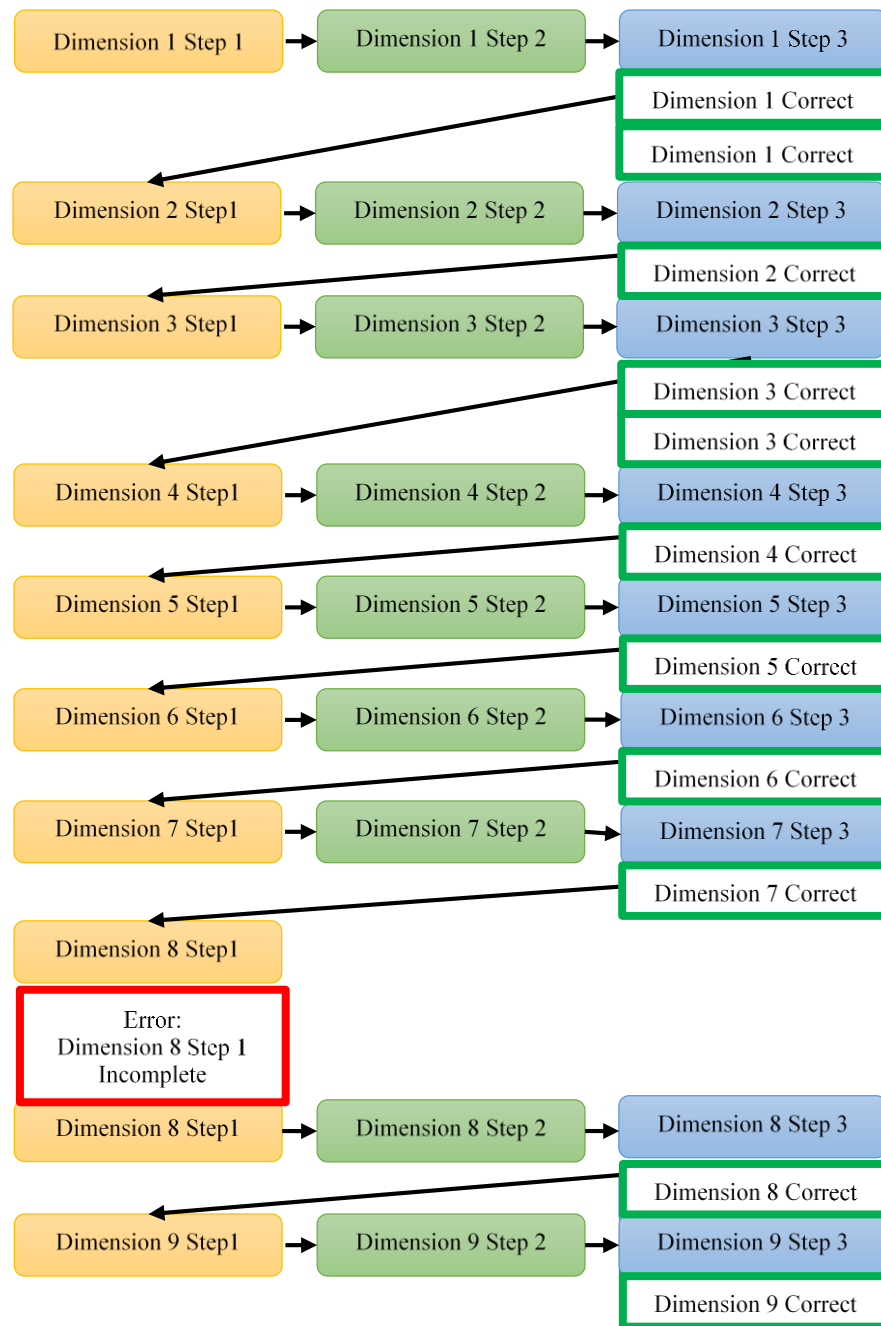 Dimension 1 Step 1
Dimension 1 Step 2
Dimension 1 Step 3
Dimension 1 Correct
Dimension 1 Correct
Dimension 2 Step1
Dimension 2 Step 2
Dimension 2 Step 3
Dimension 2 Correct
Dimension 3 Step1
Dimension 3 Step 2
Dimension 3 Step 3
Dimension 3 Correct
Dimension 3 Correct
Dimension 4 Step1
Dimension 4 Step 2
Dimension 4 Step 3
Dimension 4 Correct
Dimension 5 Step1
Dimension 5 Step 2
Dimension 5 Step 3
Dimension 5 Correct
Dimension 6 Step1
Dimension 6 Step 2
Dimension 6 Step 3
Dimension 6 Correct
Dimension 7 Step1
Dimension 7 Step 2
Dimension 7 Step 3
Dimension 7 Correct
Dimension 8 Step1
Error:
Dimension 8 Step 1
Incomplete
Dimension 8 Step1
Dimension 8 Step 2
Dimension 8 Step 3
Dimension 8 Correct
Dimension 9 Step1
Dimension 9 Step 2
Dimension 9 Step 3
Dimension 9 Correct